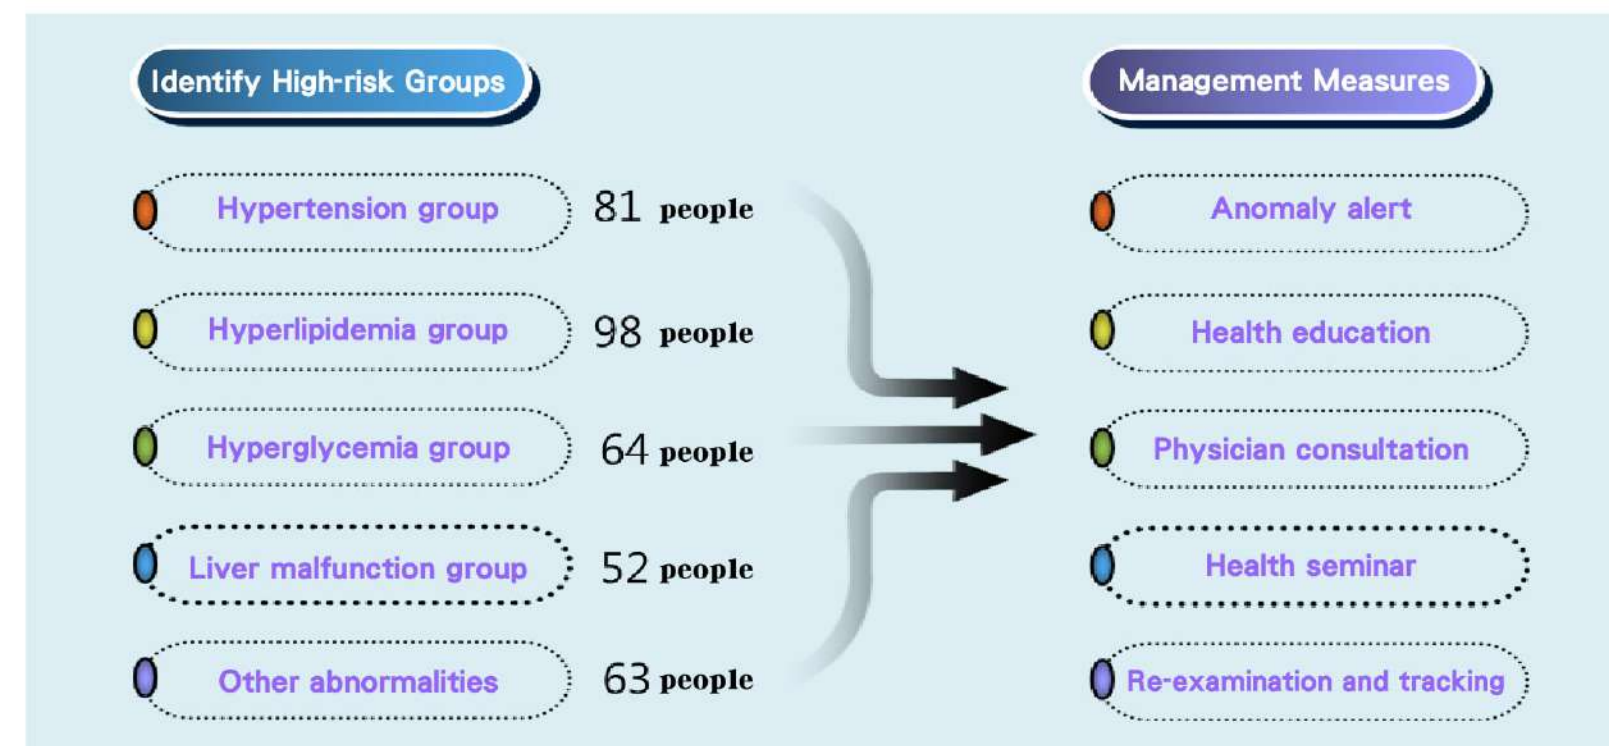 Identify High-risk Groups
Management Measures
Hypertension group 81 people
Anomaly alert
Hyperlipidemia group 98 people
Health education
Hyperglycemia group 64 people
Physician consultation
Liver malfunction group 52 people
Health seminar
Other abnormalities 63 people
Re-examination and tracking